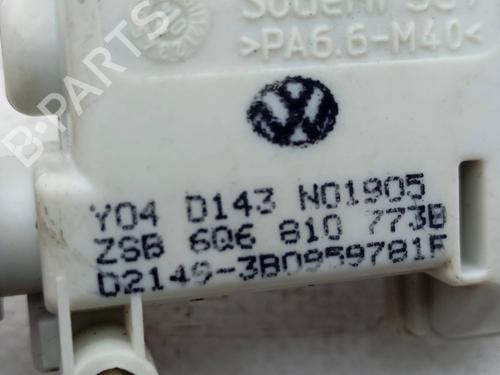 >PA6.6-M40<
Y04 D143 N01905
ZSB 6Q6 810 773B
D2149-3B0959781F
B-PARTS